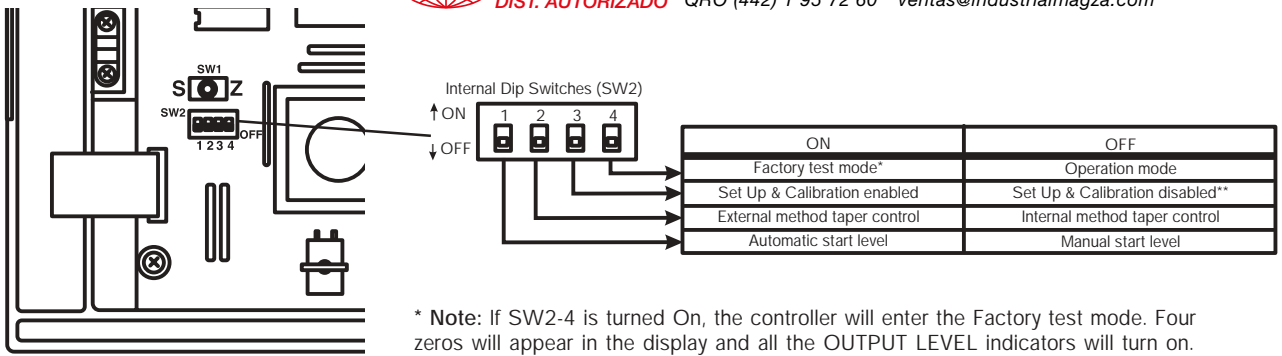 DIST. AUTORIZADO QRO (442) 1 95 72 60 ventas@industrialmagza.com
SW1
S Z
SW2
OFF
1 2 3 4
Internal Dip Switches (SW2)
↑ ON
↓ OFF
1 2 3 4
ON OFF
Factory test mode* Operation mode
Set Up & Calibration enabled Set Up & Calibration disabled**
External method taper control Internal method taper control
Automatic start level Manual start level
* Note: If SW2-4 is turned On, the controller will enter the Factory test mode. Four
zeros will appear in the display and all the OUTPUT LEVEL indicators will turn on.